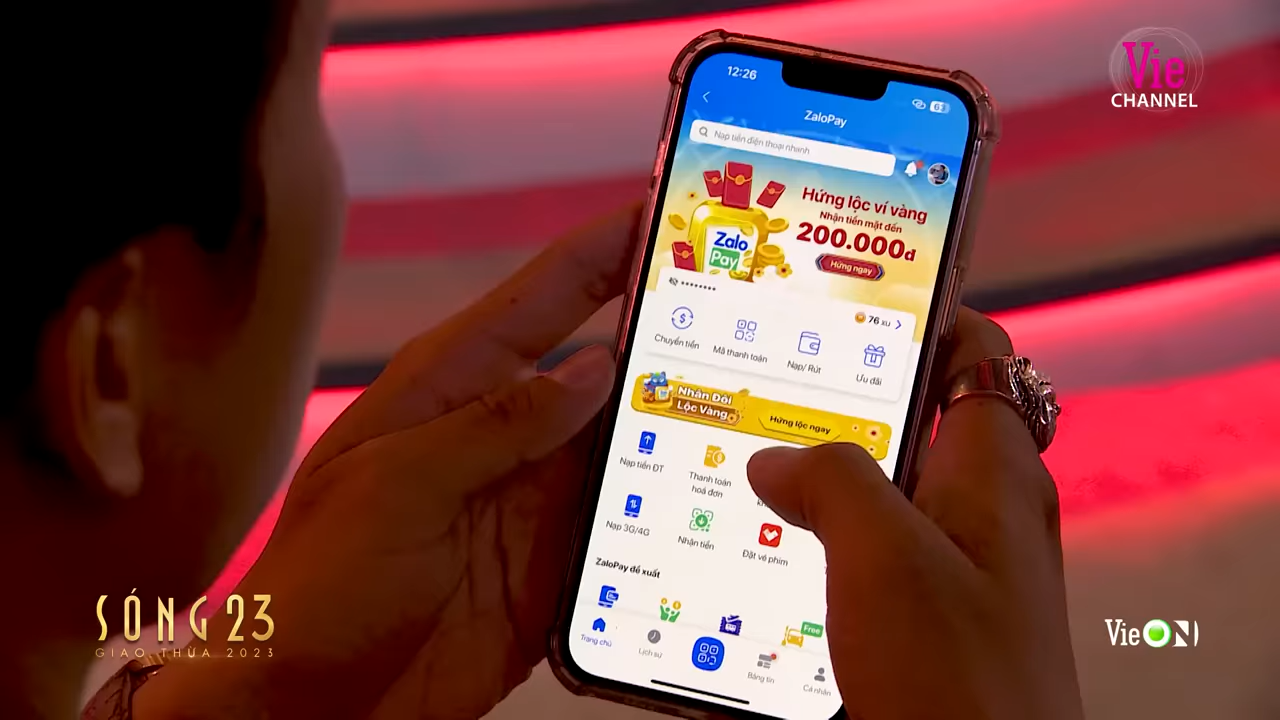 Vie
CHANNEL
12:26
63
ZaloPay
Nạp tiền điện thoại nhanh
Hứng lộc ví vàng
Nhận tiền mặt đến
200.000đ
Hứng ngay
Zalo
Pay
********
76 xu
Chuyển tiền
Mã thanh toán
Nạp/ Rút
Ưu đãi
Nhân Đôi
Lộc Vàng
Hứng lộc ngay
Nạp tiền ĐT
Thanh toán
hoá đơn
Nạp 3G/4G
Nhận tiền
Đặt vé phim
ZaloPay đề xuất
Free
Trang chủ
Lịch sử
Bảng tin
Cá nhân
SÓNG 23
GIAO THỪA 2023
VieON